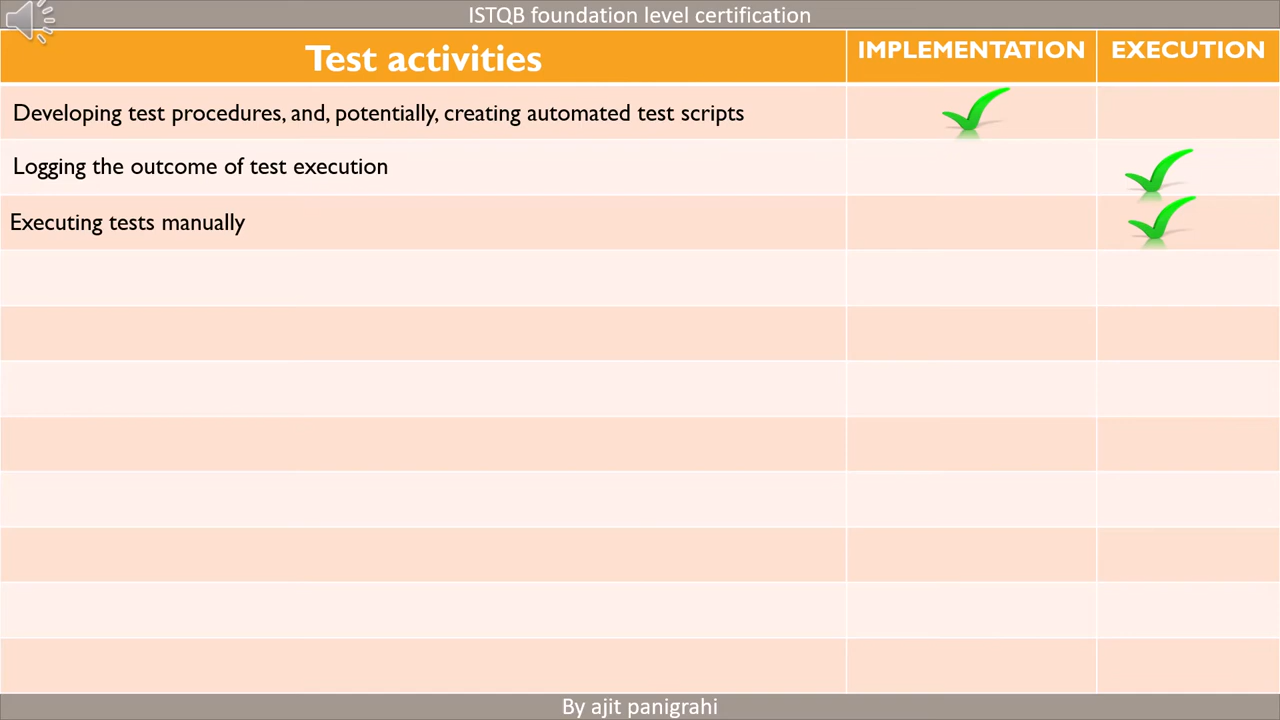 ISTQB foundation level certification
Test activities IMPLEMENTATION EXECUTION
Developing test procedures, and, potentially, creating automated test scripts
Logging the outcome of test execution
Executing tests manually
By ajit panigrahi